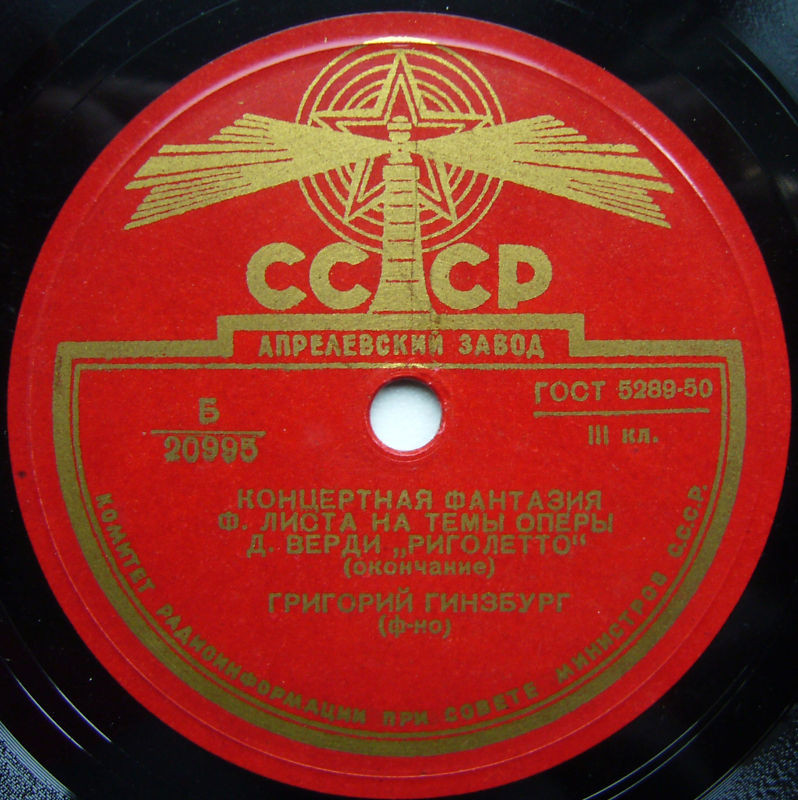 СССР
АПРЕЛЕВСКИЙ ЗАВОД
ГОСТ 5289-50
Б
20995
III кл.
КОНЦЕРТНАЯ ФАНТАЗИЯ
Ф. ЛИСТА НА ТЕМЫ ОПЕРЫ
Д. ВЕРДИ „РИГОЛЕТТО"
(окончание)
ГРИГОРИЙ ГИНЗБУРГ
(ф-но)
КОМИТЕТ РАДИОИНФОРМАЦИИ ПРИ СОВЕТЕ МИНИСТРОВ С.С.С.Р.